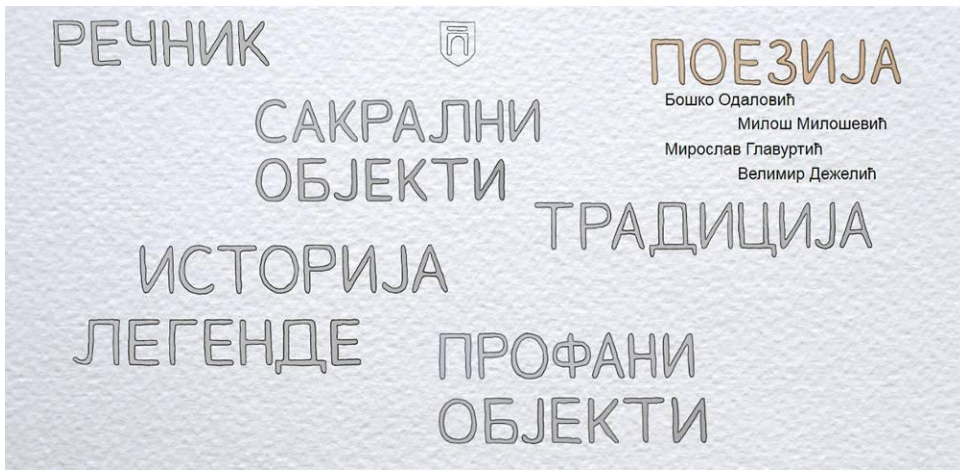 РЕЧНИК
ПОЕЗИЈА
Бошко Одаловић
Милош Милошевић
Мирослав Главуртић
Велимир Дежелић
САКРАЛНИ
ОБЈЕКТИ
ТРАДИЦИЈА
ИСТОРИЈА
ЛЕГЕНДЕ
ПРОФАНИ
ОБЈЕКТИ